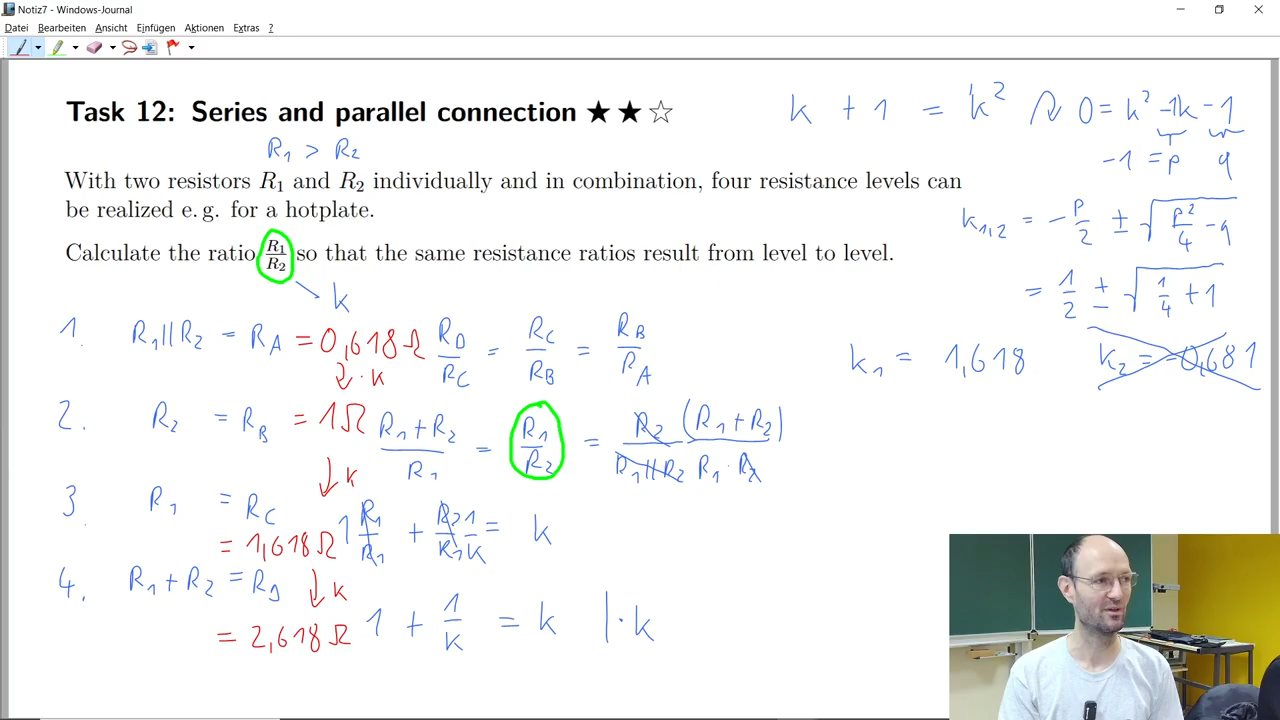 Notiz7 - Windows-Journal
Datei Bearbeiten Ansicht Einfügen Aktionen Extras ?
Task 12: Series and parallel connection ★★☆
R₁ > R₂
With two resistors R₁ and R₂ individually and in combination, four resistance levels can
be realized e. g. for a hotplate.
Calculate the ratio R₁/R₂ so that the same resistance ratios result from level to level.
k
1. R₁||R₂ = R_A = 0,618 Ω
↓ · k
R_D/R_C = R_C/R_B = R_B/R_A
2. R₂ = R_B = 1 Ω
↓ k
(R₁+R₂)/R₁ = R₁/R₂ = R₂/(R₁||R₂) (R₁+R₂)/(R₁·R₂)
3. R₁ = R_C
= 1,618 Ω
↓ k
1 R₁/R₁ + R₂/R₁ 1/k = k
4. R₁+R₂ = R_D
= 2,618 Ω
1 + 1/k = k |·k
k + 1 = k² ↷ 0 = k² -1k -1
-1 = p q
k₁,₂ = -p/2 ± √(p²/4 - q)
= 1/2 ± √(1/4 + 1)
k₁ = 1,618 k₂ = -0,681